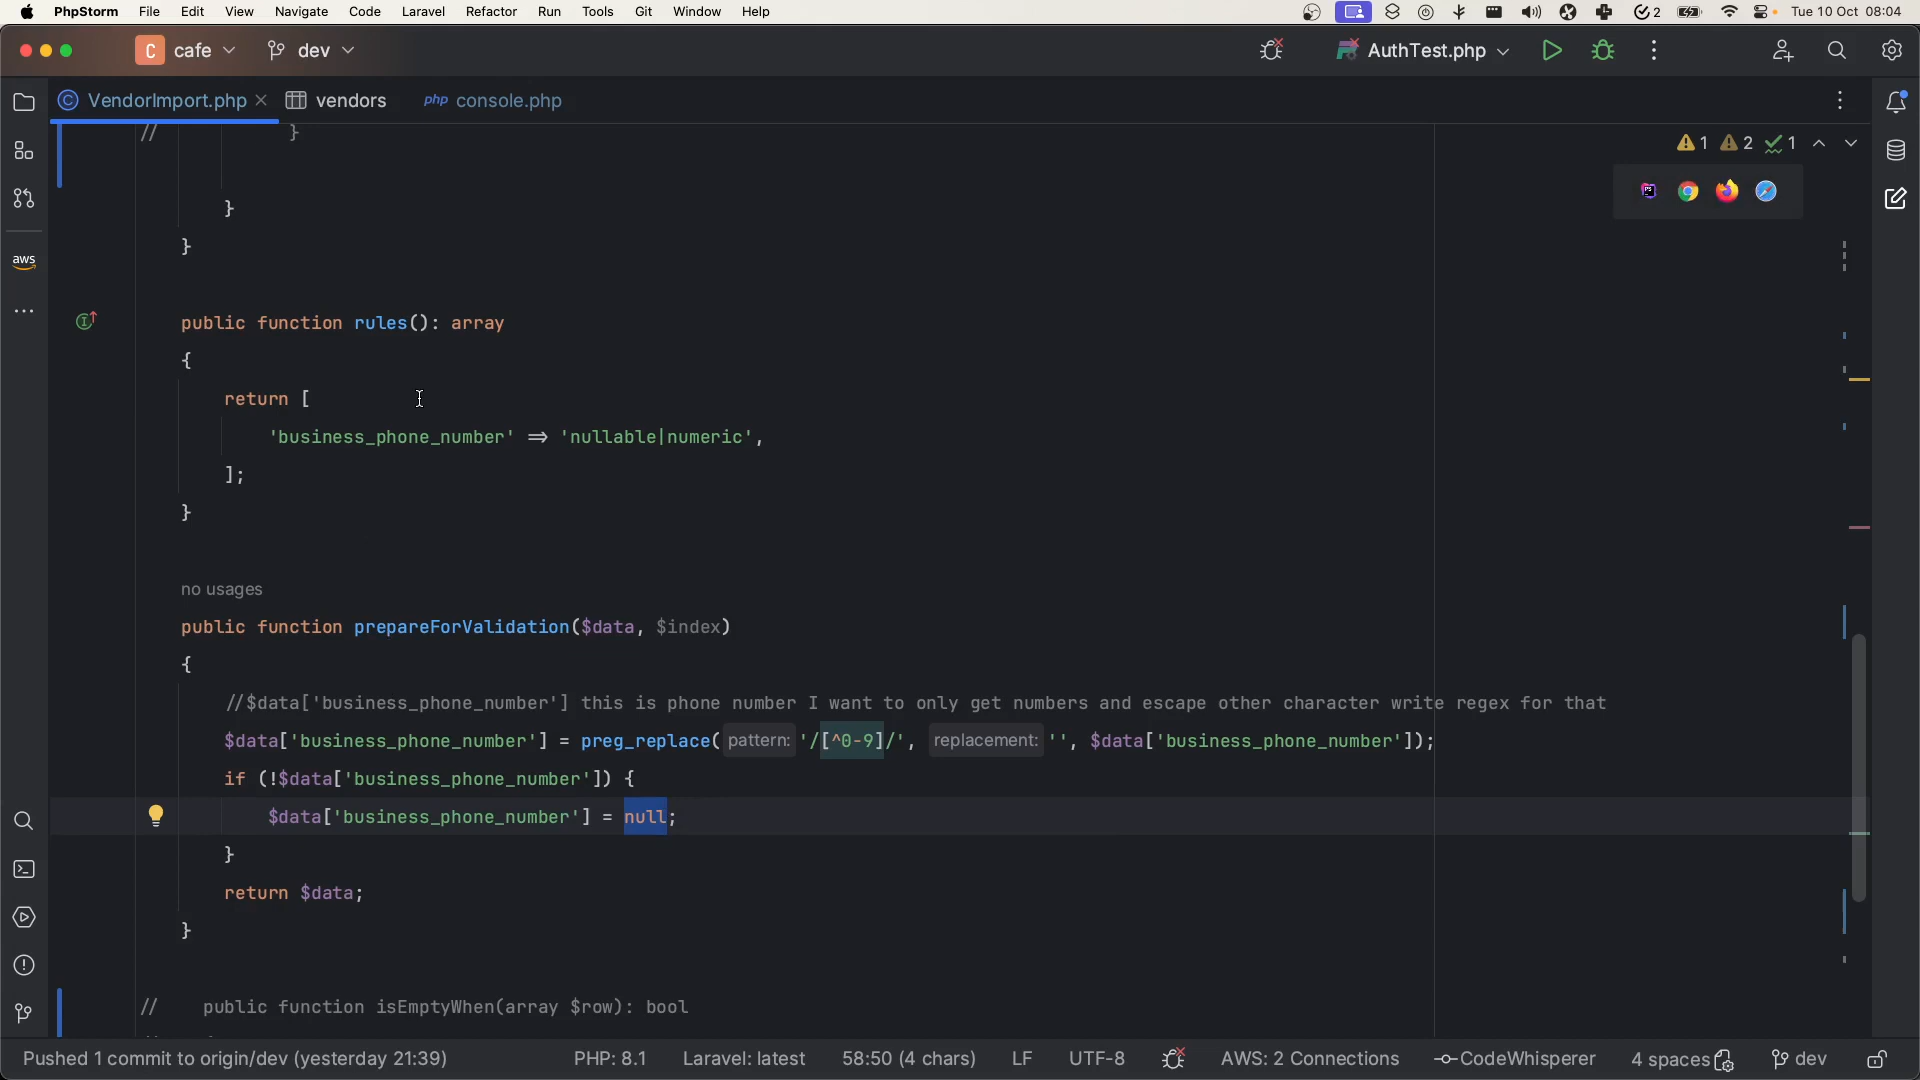 PhpStorm File Edit View Navigate Code Laravel Refactor Run Tools Git Window Help 2 Tue 10 Oct 08:04
C cafe dev AuthTest.php
VendorImport.php vendors php console.php
// }
1 2 1
}
PS
}
aws
public function rules(): array
{
return [
'business_phone_number' => 'nullable|numeric',
];
}
no usages
public function prepareForValidation($data, $index)
{
//$data['business_phone_number'] this is phone number I want to only get numbers and escape other character write regex for that
$data['business_phone_number'] = preg_replace( pattern: '/[^0-9]/', replacement: '', $data['business_phone_number']);
if (!$data['business_phone_number']) {
$data['business_phone_number'] = null;
}
return $data;
}
// public function isEmptyWhen(array $row): bool
Pushed 1 commit to origin/dev (yesterday 21:39) PHP: 8.1 Laravel: latest 58:50 (4 chars) LF UTF-8 AWS: 2 Connections CodeWhisperer 4 spaces dev